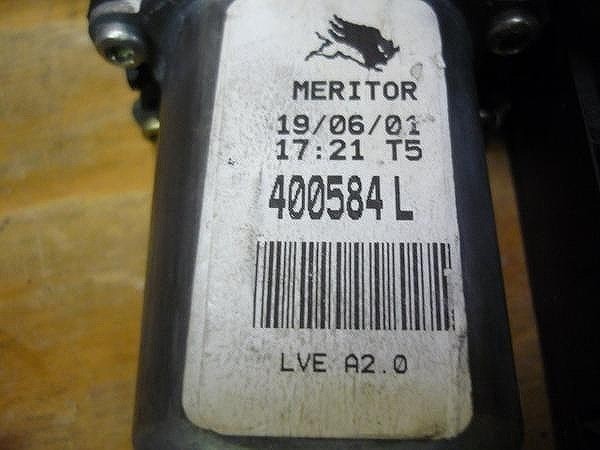 MERITOR
19/06/01
17:21 T5
400584 L
LVE A2.0